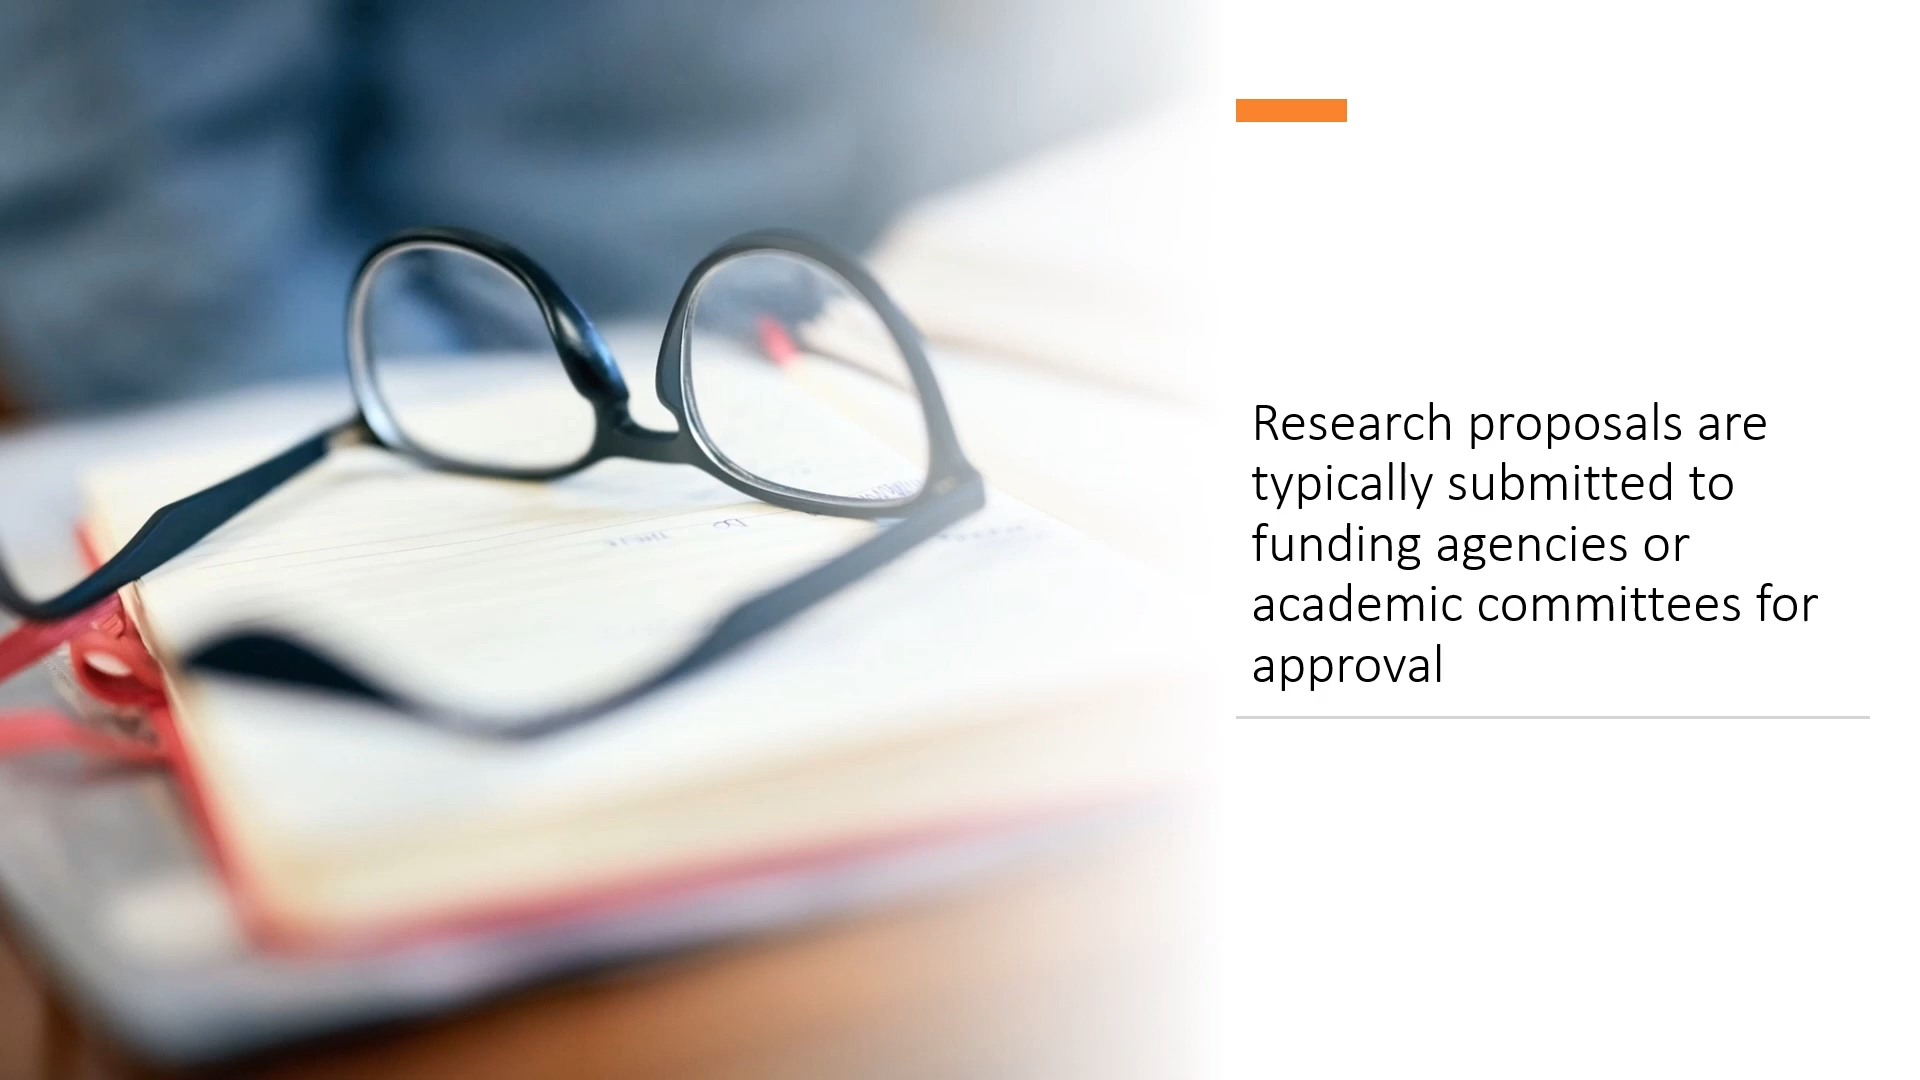 Research proposals are
typically submitted to
funding agencies or
academic committees for
approval